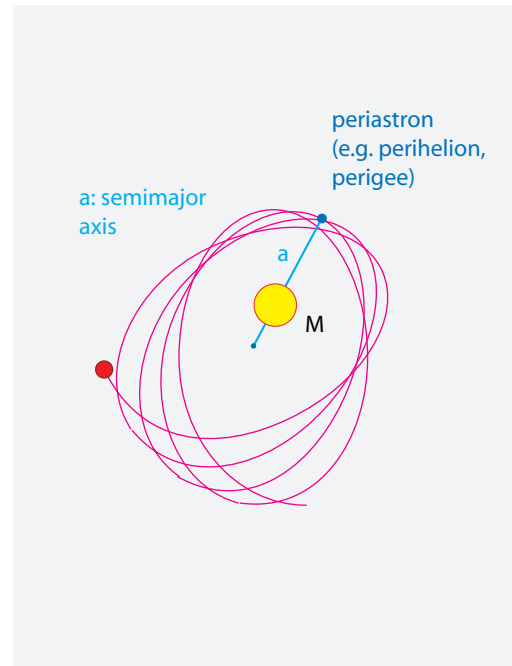 periastron
(e.g. perihelion,
perigee)
a: semimajor
axis
a
M